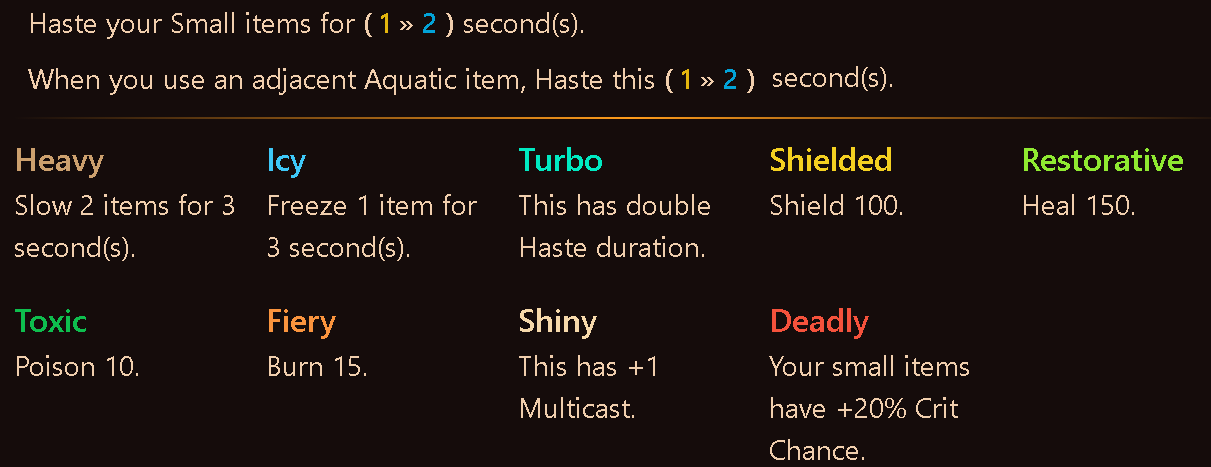 Haste your Small items for ( 1 » 2 ) second(s).
When you use an adjacent Aquatic item, Haste this ( 1 » 2 ) second(s).
Heavy
Slow 2 items for 3
second(s).
Icy
Freeze 1 item for
3 second(s).
Turbo
This has double
Haste duration.
Shielded
Shield 100.
Restorative
Heal 150.
Toxic
Poison 10.
Fiery
Burn 15.
Shiny
This has +1
Multicast.
Deadly
Your small items
have +20% Crit
Chance.